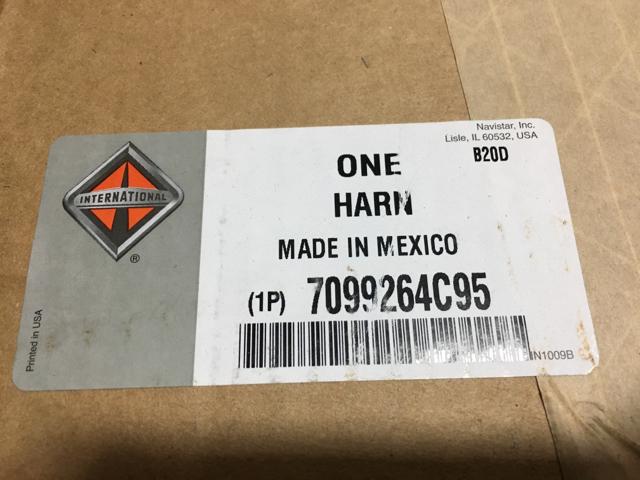 Navistar, Inc.
Lisle, IL 60532, USA
B20D
ONE
HARN
MADE IN MEXICO
(1P) 7099264C95
IN1009B
INTERNATIONAL
®
Printed in USA